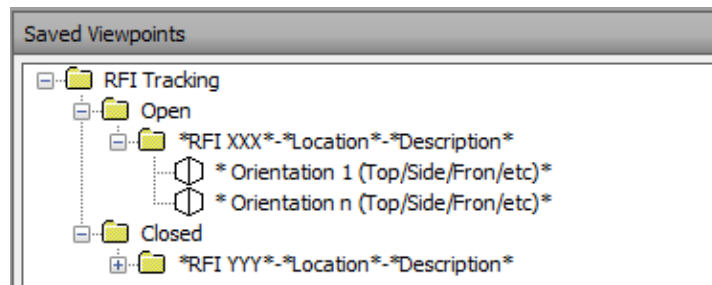 Saved Viewpoints
RFI Tracking
Open
*RFI XXX*-*Location*-*Description*
* Orientation 1 (Top/Side/Fron/etc)*
* Orientation n (Top/Side/Fron/etc)*
Closed
*RFI YYY*-*Location*-*Description*